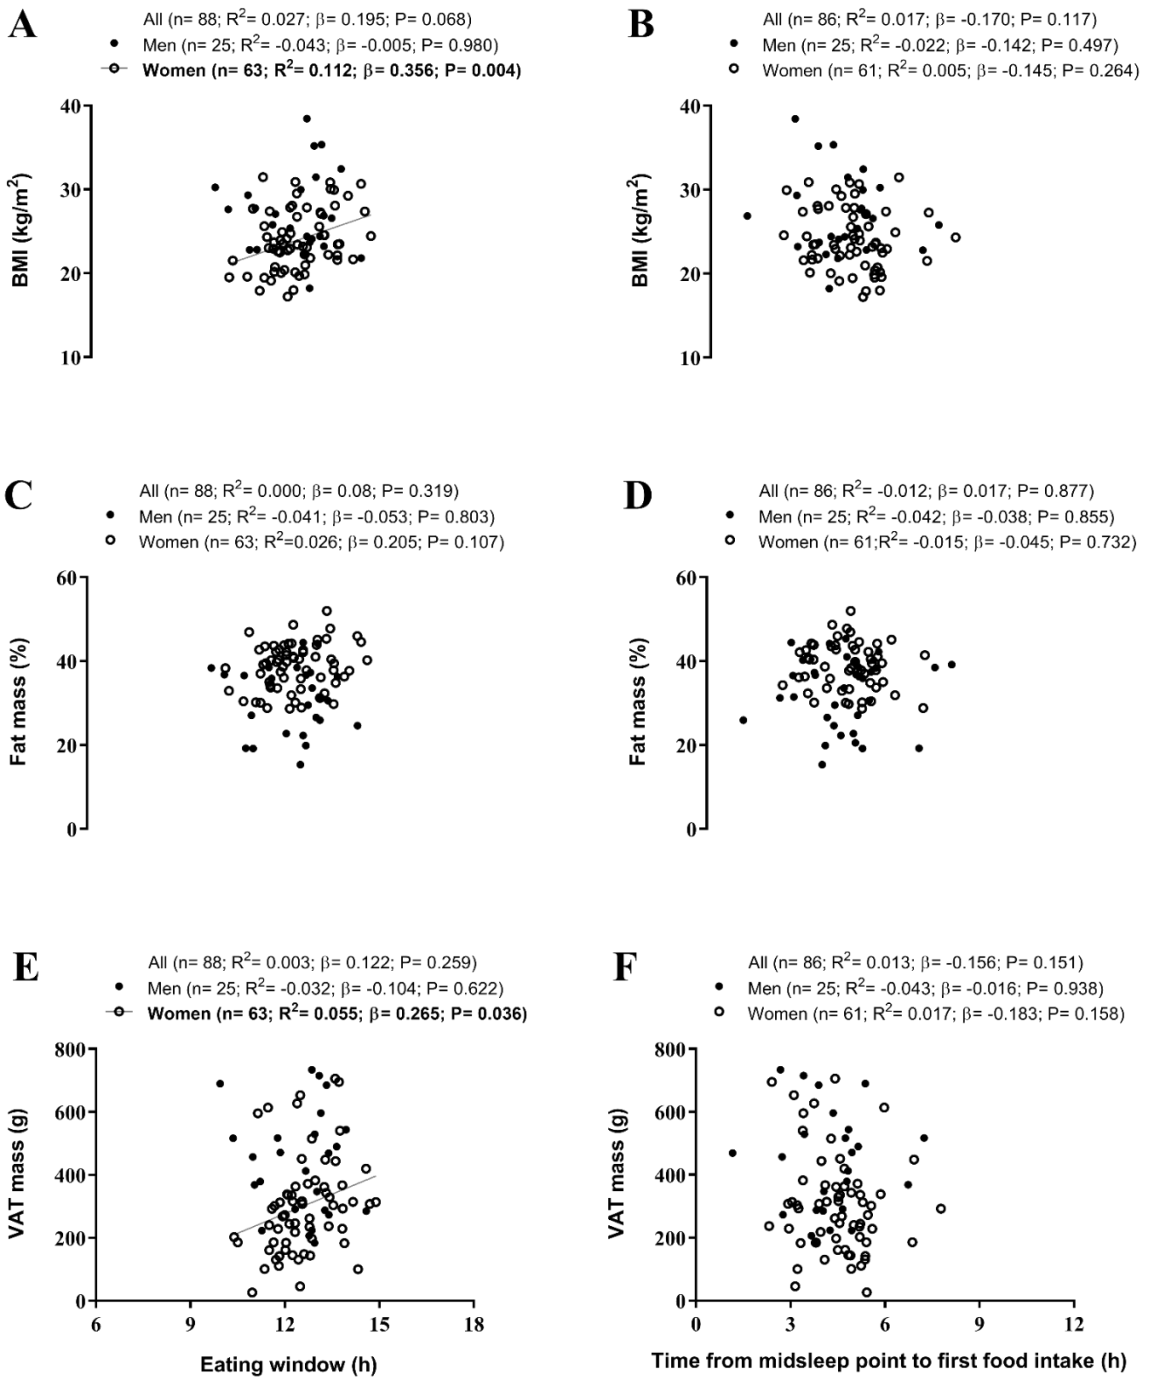 A
All (n= 88; R2= 0.027; β= 0.195; P= 0.068)
Men (n= 25; R2= -0.043; β= -0.005; P= 0.980)
Women (n= 63; R2= 0.112; β= 0.356; P= 0.004)
40
30
20
10
BMI (kg/m2)
B
All (n= 86; R2= 0.017; β= -0.170; P= 0.117)
Men (n= 25; R2= -0.022; β= -0.142; P= 0.497)
Women (n= 61; R2= 0.005; β= -0.145; P= 0.264)
40
30
20
10
BMI (kg/m2)
C
All (n= 88; R2= 0.000; β= 0.08; P= 0.319)
Men (n= 25; R2= -0.041; β= -0.053; P= 0.803)
Women (n= 63; R2=0.026; β= 0.205; P= 0.107)
60
40
20
0
Fat mass (%)
D
All (n= 86; R2= -0.012; β= 0.017; P= 0.877)
Men (n= 25; R2= -0.042; β= -0.038; P= 0.855)
Women (n= 61;R2= -0.015; β= -0.045; P= 0.732)
60
40
20
0
Fat mass (%)
E
All (n= 88; R2= 0.003; β= 0.122; P= 0.259)
Men (n= 25; R2= -0.032; β= -0.104; P= 0.622)
Women (n= 63; R2= 0.055; β= 0.265; P= 0.036)
800
600
400
200
0
VAT mass (g)
6 9 12 15 18
Eating window (h)
F
All (n= 86; R2= 0.013; β= -0.156; P= 0.151)
Men (n= 25; R2= -0.043; β= -0.016; P= 0.938)
Women (n= 61; R2= 0.017; β= -0.183; P= 0.158)
800
600
400
200
0
VAT mass (g)
0 3 6 9 12
Time from midsleep point to first food intake (h)